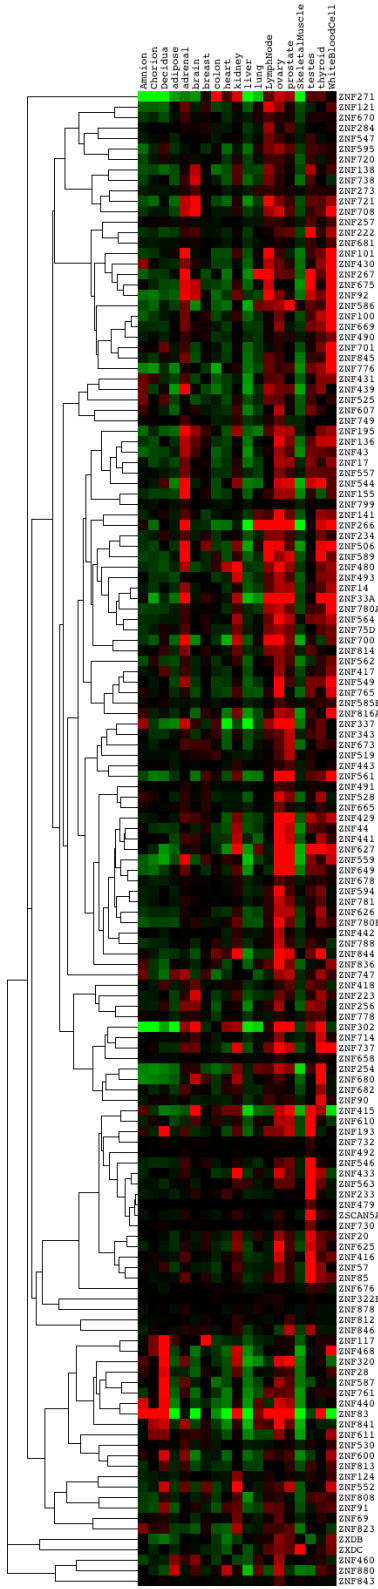 Amnion
Chorion
Decidua
adipose
adrenal
brain
breast
colon
heart
kidney
liver
lung
LymphNode
ovary
prostate
SkeletalMuscle
testes
thyroid
WhiteBloodCell
ZNF271
ZNF121
ZNF670
ZNF284
ZNF547
ZNF595
ZNF720
ZNF138
ZNF738
ZNF273
ZNF721
ZNF708
ZNF257
ZNF222
ZNF681
ZNF101
ZNF430
ZNF267
ZNF675
ZNF92
ZNF586
ZNF100
ZNF669
ZNF490
ZNF701
ZNF845
ZNF776
ZNF431
ZNF439
ZNF525
ZNF607
ZNF749
ZNF195
ZNF136
ZNF43
ZNF17
ZNF557
ZNF544
ZNF155
ZNF799
ZNF141
ZNF266
ZNF234
ZNF506
ZNF589
ZNF480
ZNF493
ZNF14
ZNF33A
ZNF780A
ZNF564
ZNF75D
ZNF700
ZNF814
ZNF562
ZNF417
ZNF549
ZNF765
ZNF585B
ZNF816A
ZNF337
ZNF343
ZNF673
ZNF519
ZNF443
ZNF561
ZNF491
ZNF528
ZNF665
ZNF429
ZNF44
ZNF441
ZNF627
ZNF559
ZNF649
ZNF678
ZNF594
ZNF781
ZNF626
ZNF780B
ZNF442
ZNF788
ZNF844
ZNF836
ZNF747
ZNF418
ZNF223
ZNF256
ZNF778
ZNF302
ZNF714
ZNF737
ZNF658
ZNF254
ZNF680
ZNF682
ZNF90
ZNF415
ZNF610
ZNF193
ZNF732
ZNF492
ZNF546
ZNF433
ZNF563
ZNF233
ZNF479
ZSCAN5A
ZNF730
ZNF20
ZNF625
ZNF416
ZNF57
ZNF85
ZNF676
ZNF322B
ZNF878
ZNF812
ZNF846
ZNF117
ZNF468
ZNF320
ZNF28
ZNF587
ZNF761
ZNF440
ZNF83
ZNF841
ZNF611
ZNF530
ZNF600
ZNF813
ZNF124
ZNF552
ZNF808
ZNF91
ZNF69
ZNF823
ZXDB
ZXDC
ZNF460
ZNF880
ZNF843